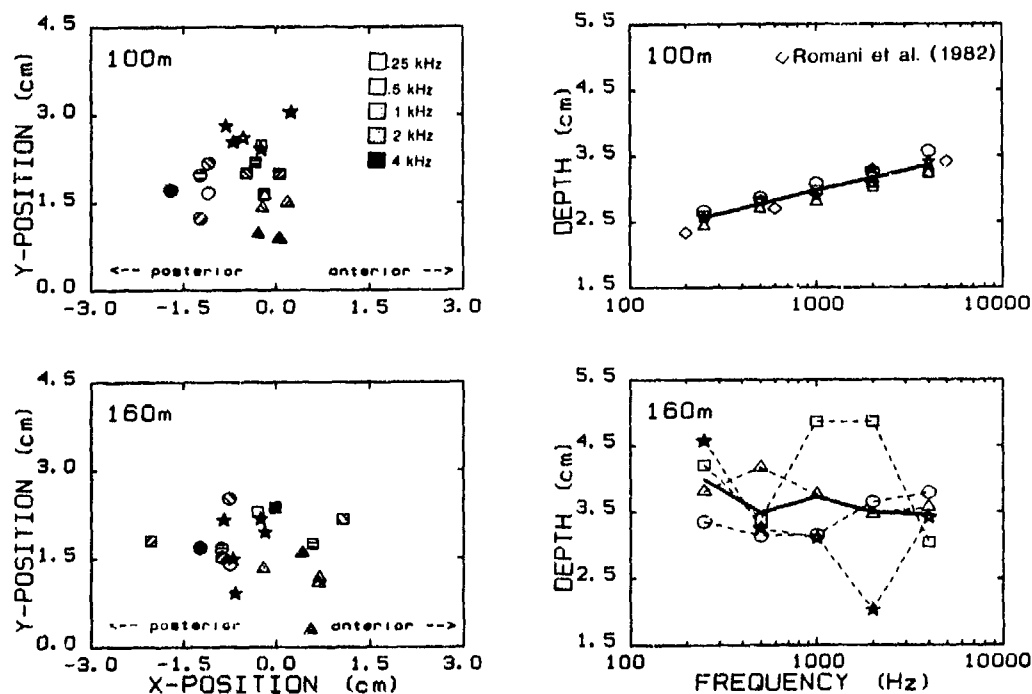 4.5
3.0
1.5
0.0
Y-POSITION (cm)
100m
.25 kHz
.5 kHz
1 kHz
2 kHz
4 kHz
<-- posterior
anterior -->
-3.0 -1.5 0.0 1.5 3.0
5.5
4.5
3.5
2.5
1.5
DEPTH (cm)
100m
Romani et al. (1982)
100 1000 10000
4.5
3.0
1.5
0.0
Y-POSITION (cm)
160m
<-- posterior
anterior -->
-3.0 -1.5 0.0 1.5 3.0
X-POSITION (cm)
5.5
4.5
3.5
2.5
1.5
DEPTH (cm)
160m
100 1000 10000
FREQUENCY (Hz)